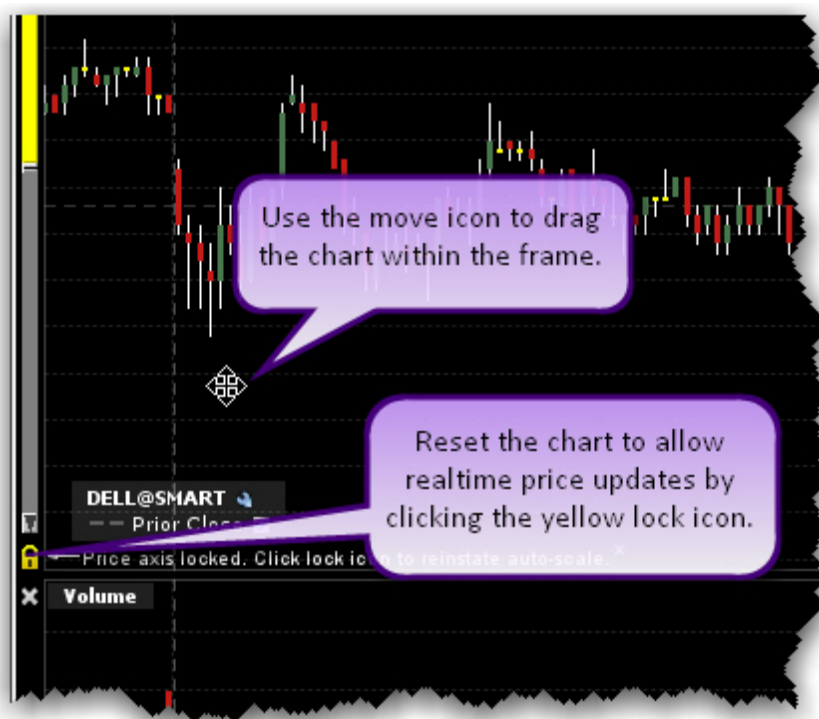 Use the move icon to drag
the chart within the frame.
Reset the chart to allow
realtime price updates by
clicking the yellow lock icon.
DELL@SMART
Prior Close
Price axis locked. Click lock icon to reinstate auto-scale.
Volume